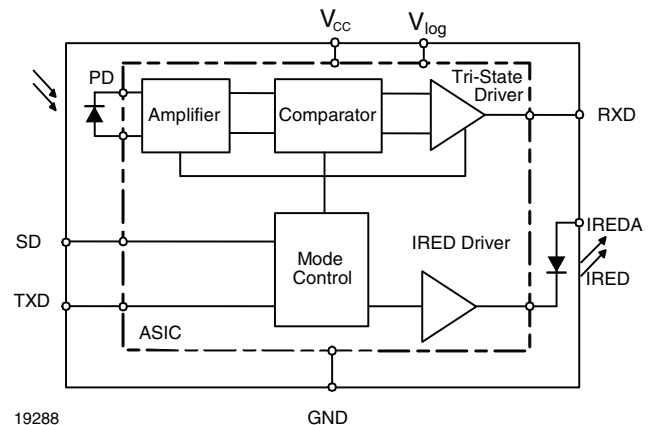 VCC
Vlog
PD
Tri-State
Driver
Amplifier
Comparator
RXD
IREDA
SD
IRED Driver
Mode
Control
IRED
TXD
ASIC
19288
GND